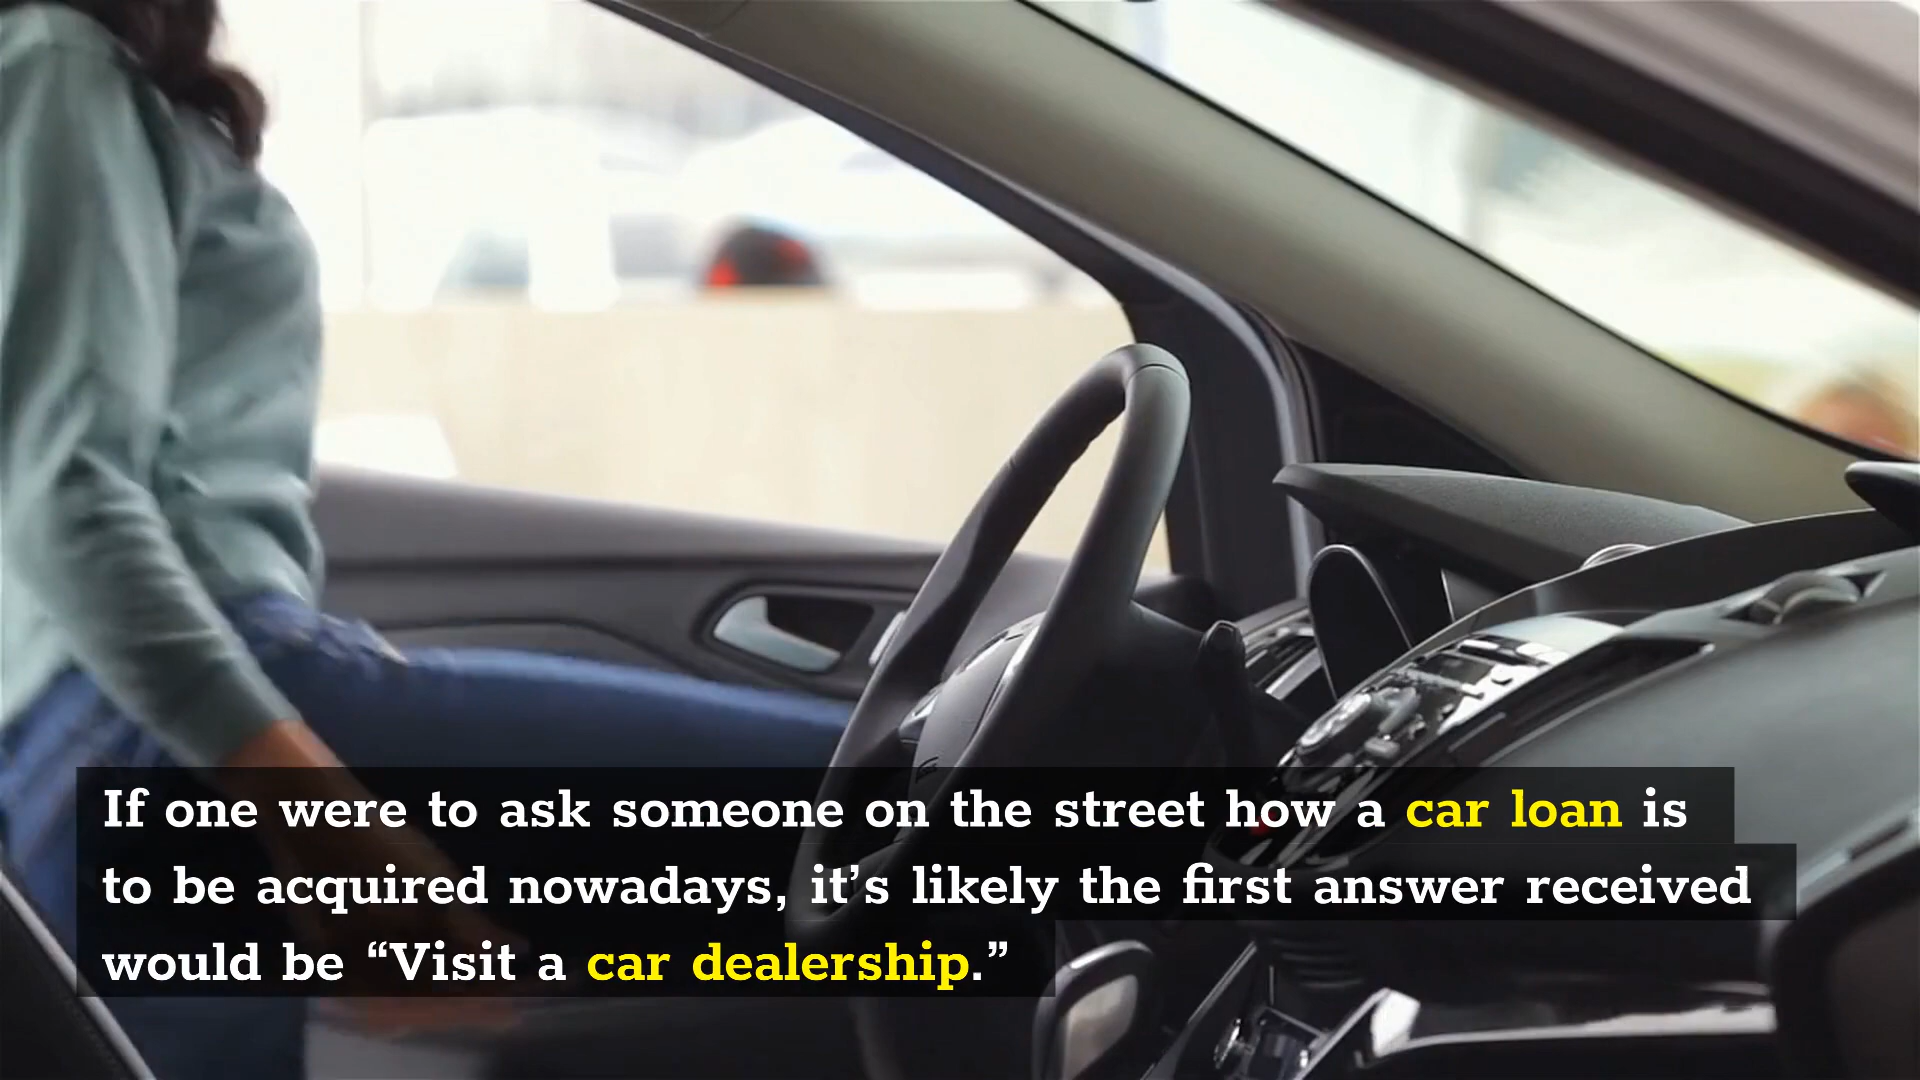 If one were to ask someone on the street how a car loan is
to be acquired nowadays, it’s likely the first answer received
would be “Visit a car dealership.”